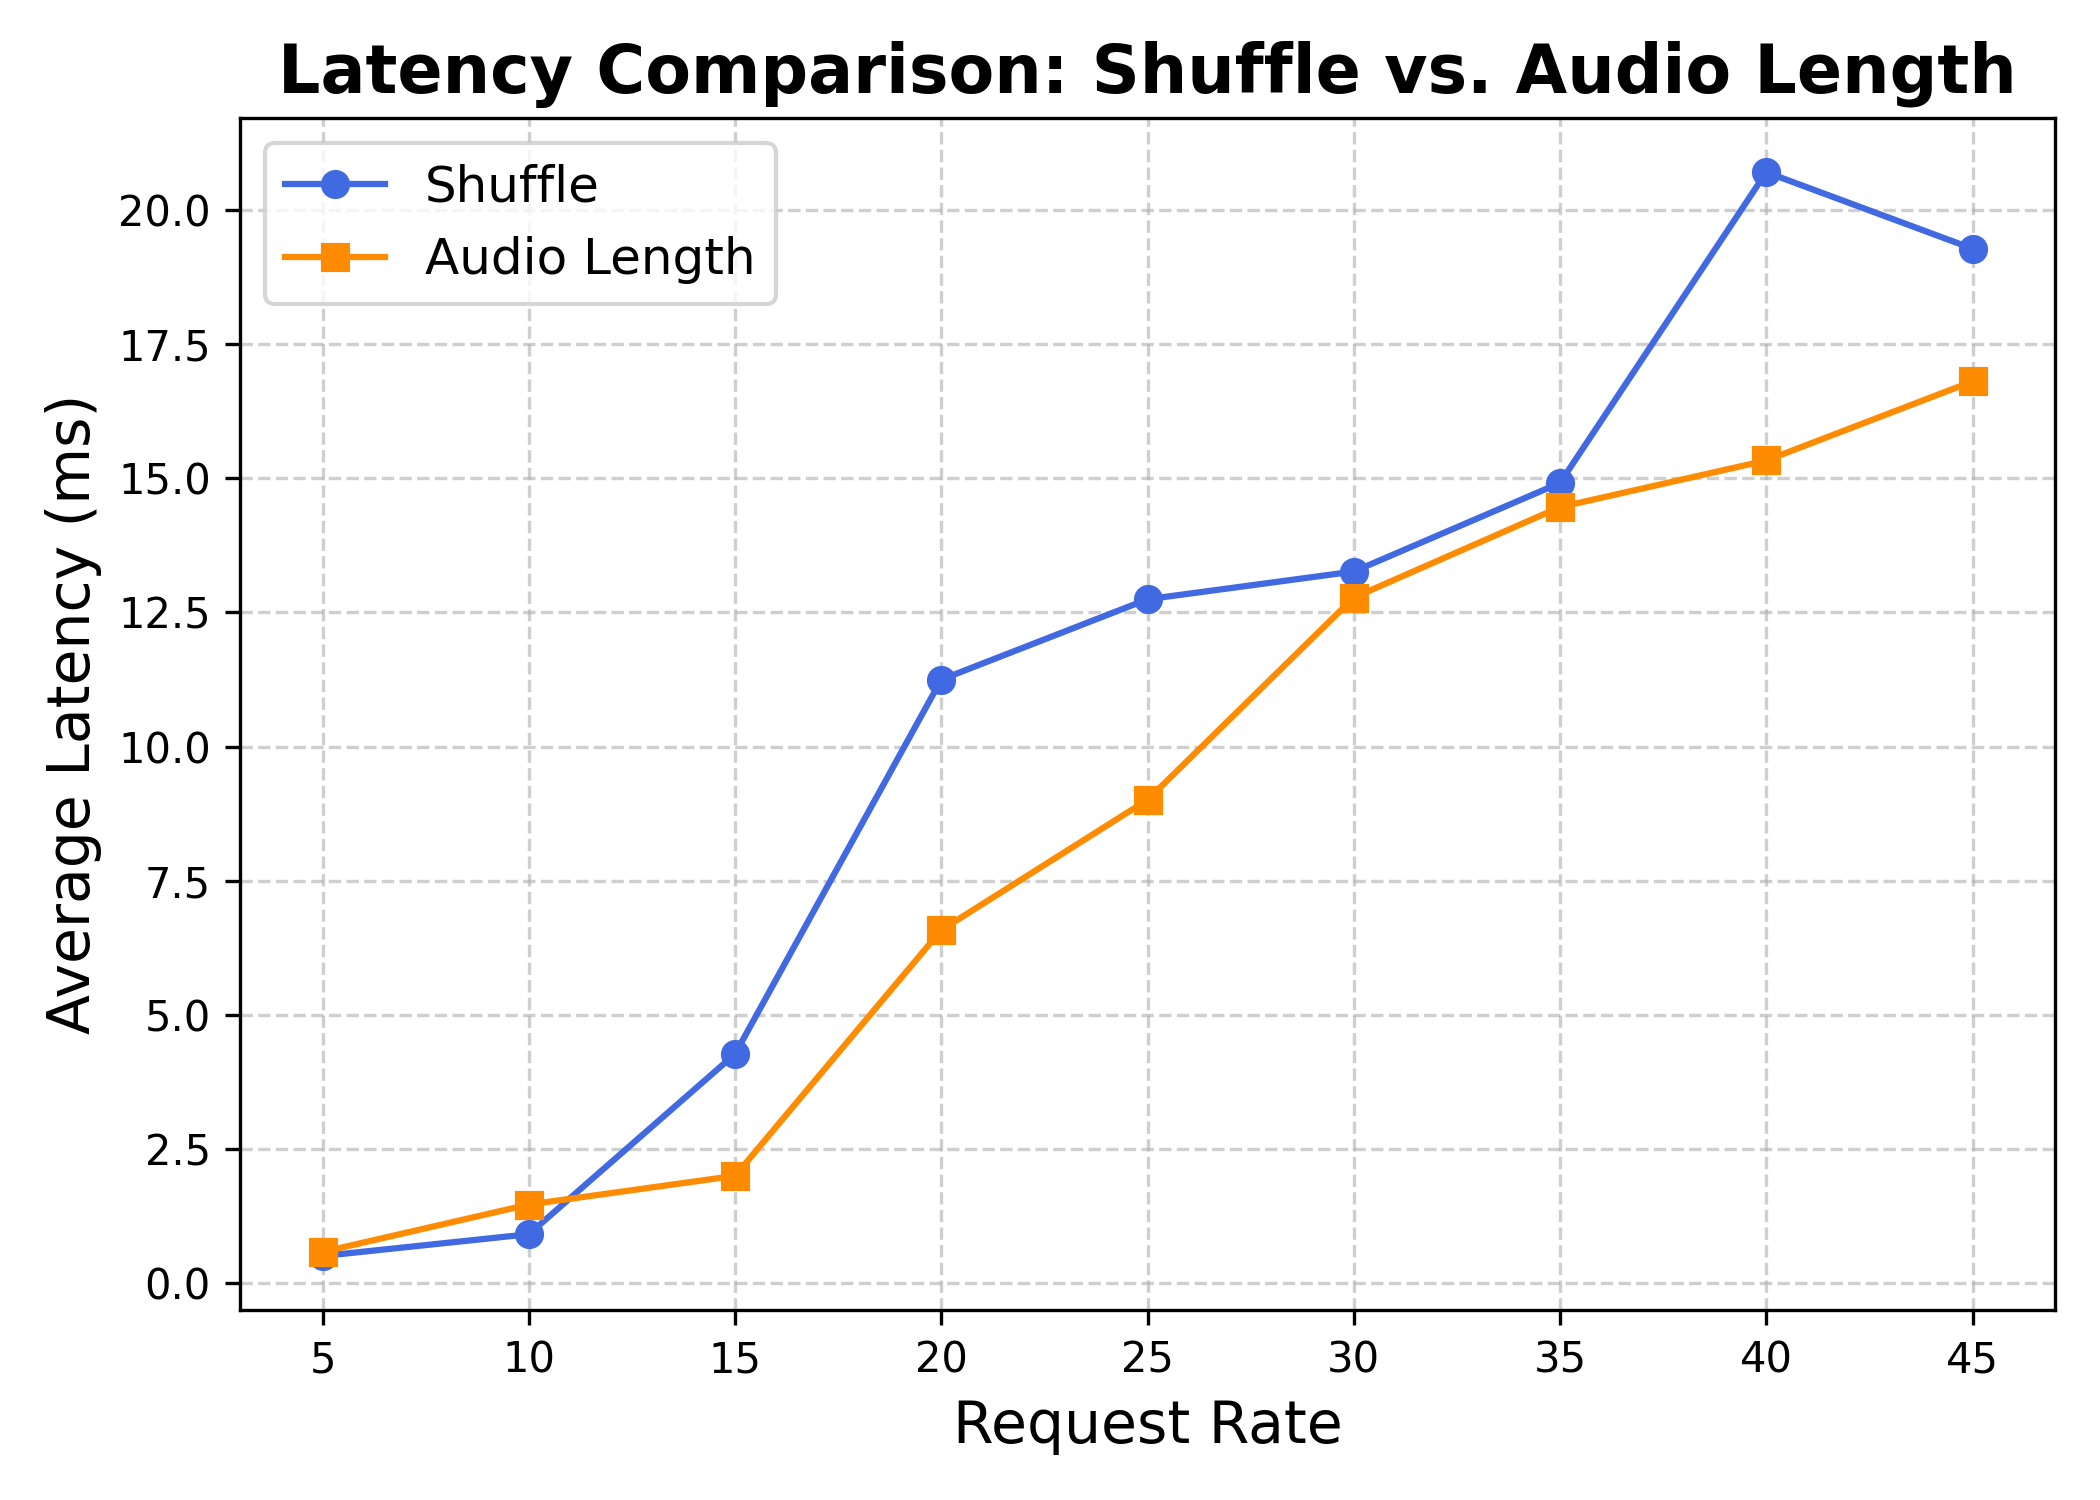 Latency Comparison: Shuffle vs. Audio Length
Shuffle
Audio Length
Average Latency (ms)
20.0
17.5
15.0
12.5
10.0
7.5
5.0
2.5
0.0
5 10 15 20 25 30 35 40 45
Request Rate